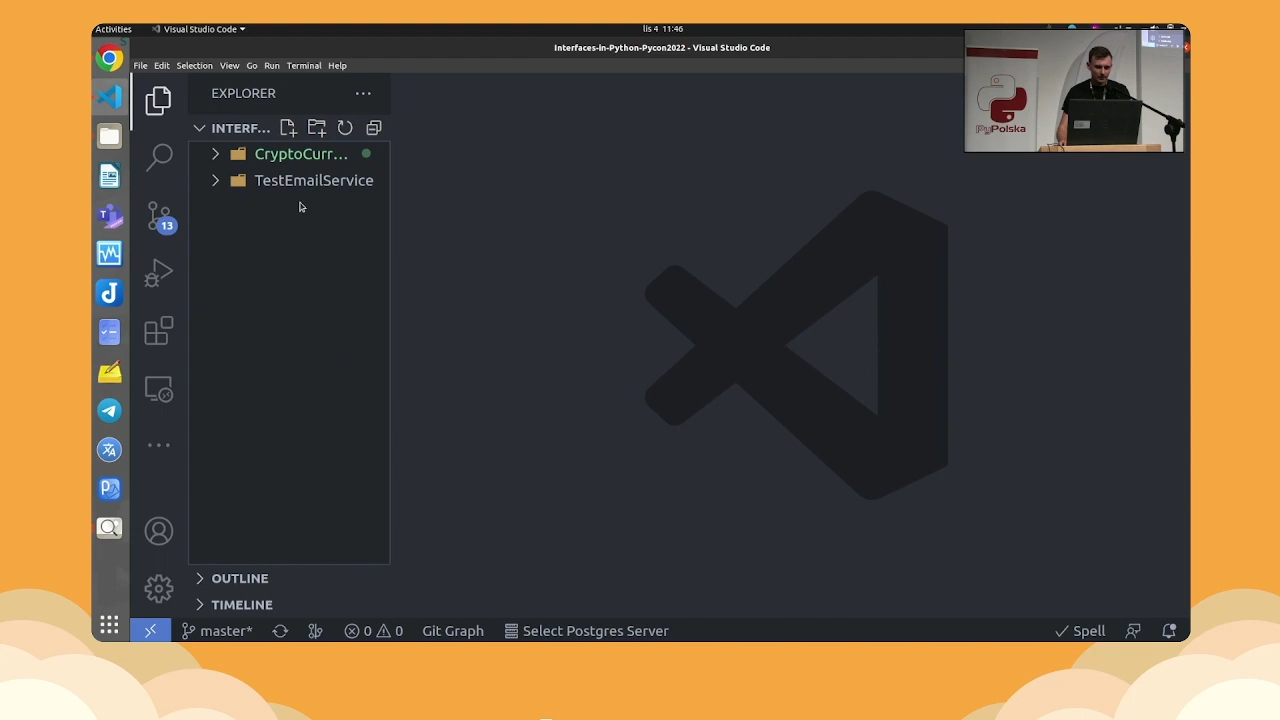 Activities
Visual Studio Code
lis 4 11:46
Interfaces-in-Python-Pycon2022 - Visual Studio Code
File Edit Selection View Go Run Terminal Help
EXPLORER
INTERF...
CryptoCurr...
TestEmailService
13
OUTLINE
TIMELINE
master*
0 0
Git Graph
Select Postgres Server
Spell
PyPolska